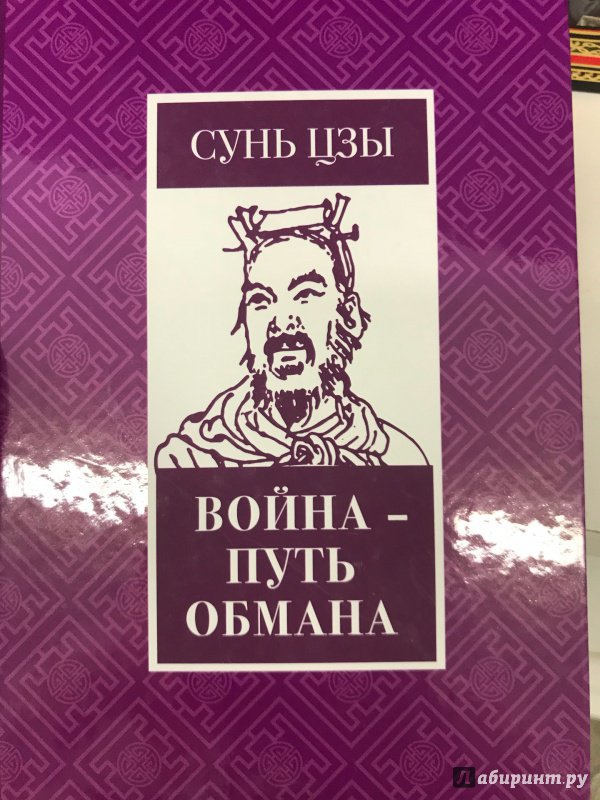 СУНЬ ЦЗЫ
ВОЙНА –
ПУТЬ
ОБМАНА
Лабиринт.ру